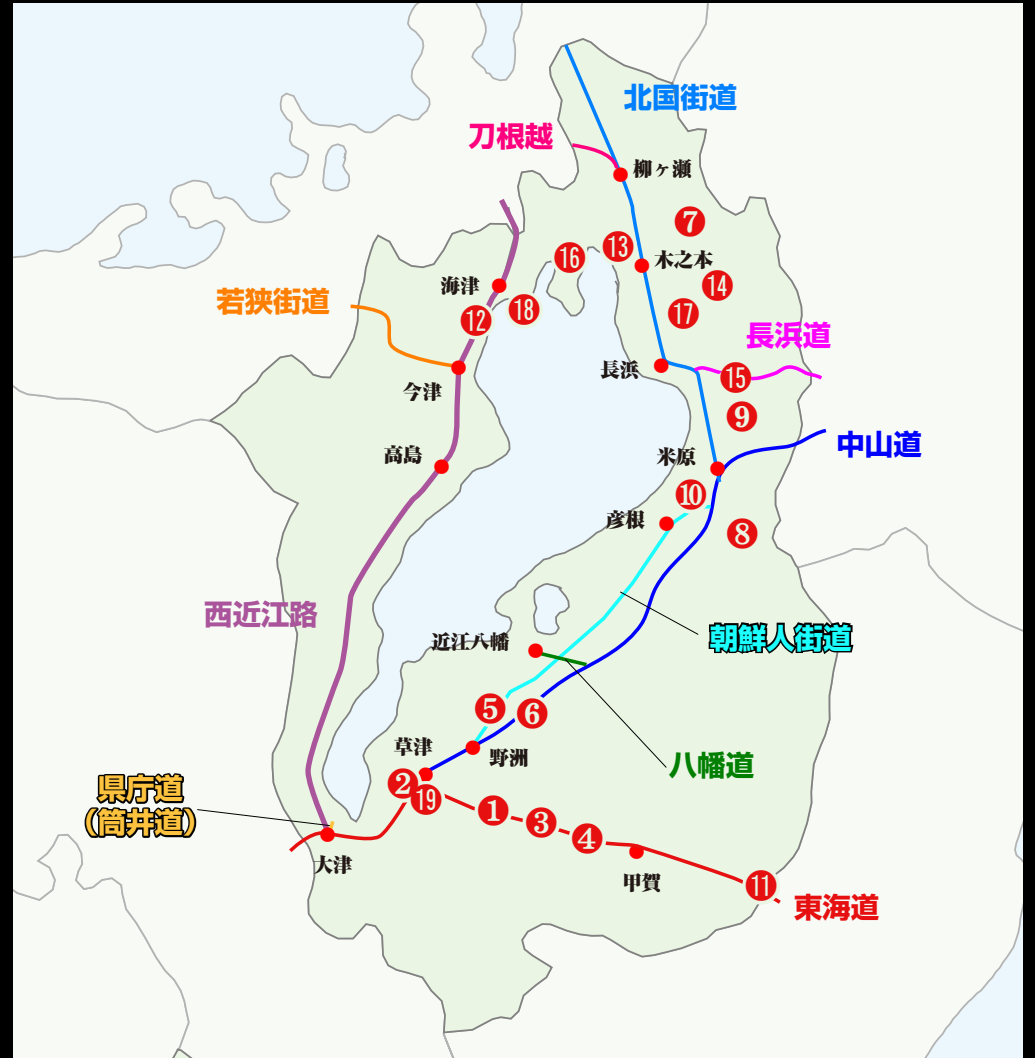 北国街道
刀根越
柳ヶ瀬
7
13
16
木之本
14
海津
若狭街道
18
12
17
長浜道
長浜
15
今津
9
中山道
高島
米原
10
彦根
8
西近江路
朝鮮人街道
近江八幡
5
6
草津
野洲
八幡道
2
県庁道
19
1
(筒井道)
3
4
大津
甲賀
11
東海道